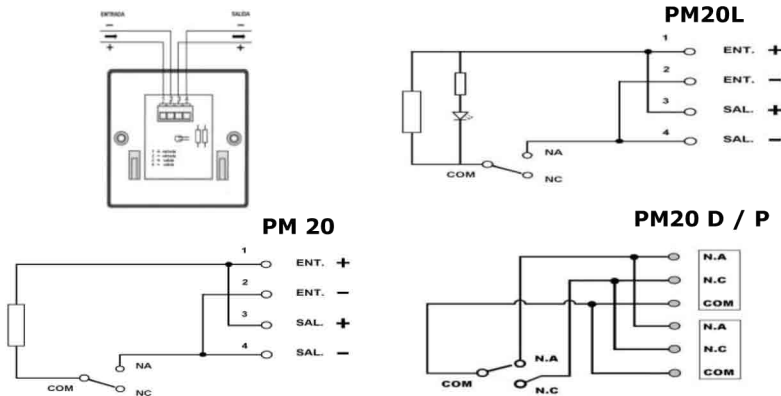 ENTRADA
SALIDA
−
−
+
+
PM20L
1
ENT. +
2
ENT. −
3
SAL. +
4
SAL. −
NA
COM
NC
PM 20
1
ENT. +
2
ENT. −
3
SAL. +
4
SAL. −
NA
COM
NC
PM20 D / P
N.A
N.C
COM
N.A
N.C
COM
N.A
COM
N.C